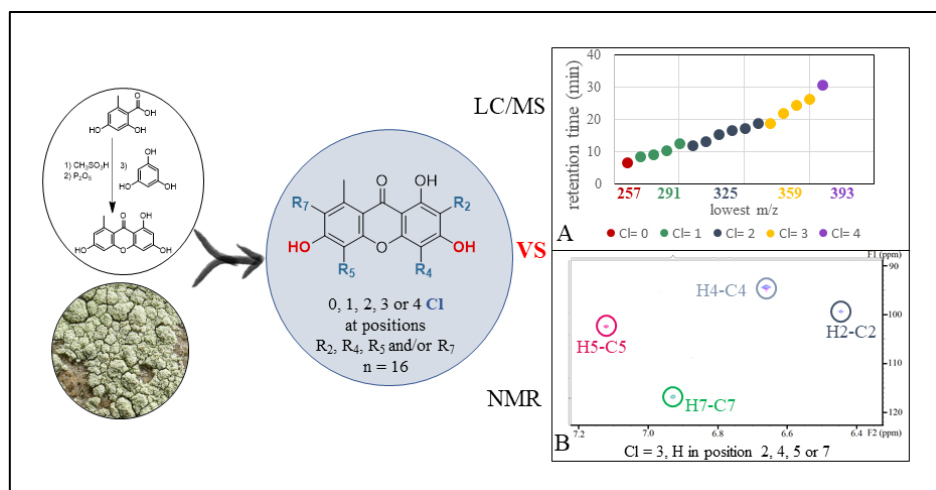 OH
OH
HO
O
1) CH₃SO₃H
2) P₂O₅
3)
OH
HO
OH
O
OH
HO
O
OH
O
OH
R₇
R₂
HO
O
OH
R₅
R₄
0, 1, 2, 3 or 4 Cl
at positions
R₂, R₄, R₅ and/or R₇
n = 16
LC/MS
VS
NMR
retention time (min)
40
30
20
10
0
257 291 325 359 393
lowest m/z
A
Cl= 0 Cl= 1 Cl= 2 Cl= 3 Cl= 4
F1 (ppm)
90
100
110
120
H4-C4
H5-C5
H2-C2
H7-C7
7.2 7.0 6.8 6.6 6.4 F2 (ppm)
B
Cl = 3, H in position 2, 4, 5 or 7